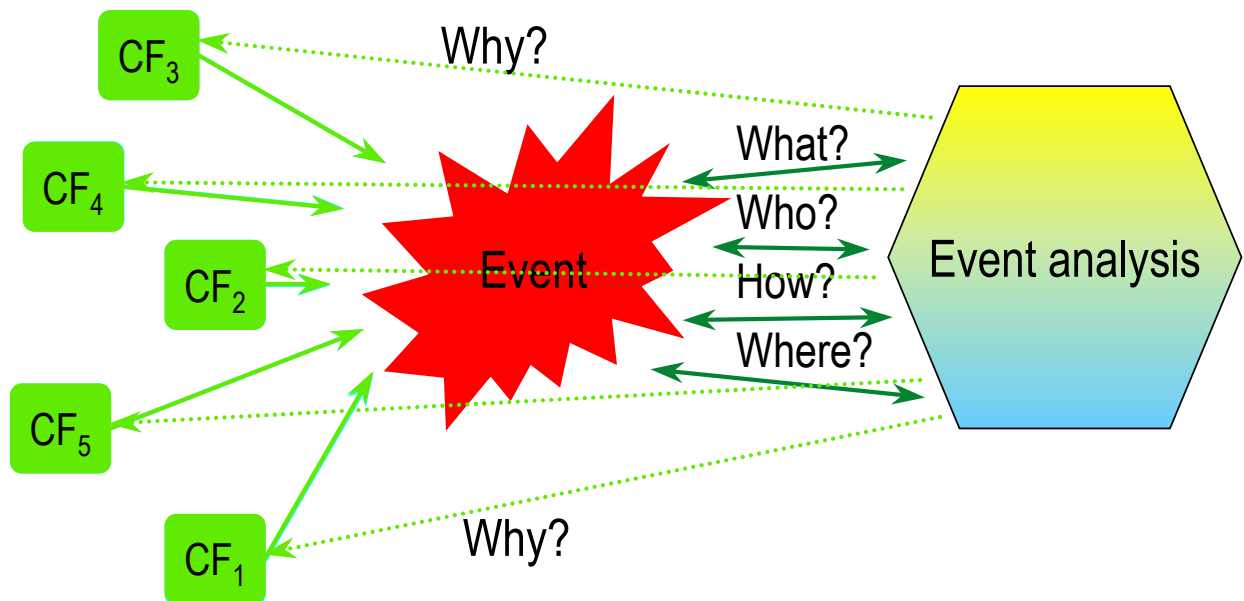 Why?
CF₃
What?
CF₄
Who?
Event
Event analysis
CF₂
How?
Where?
CF₅
Why?
CF₁